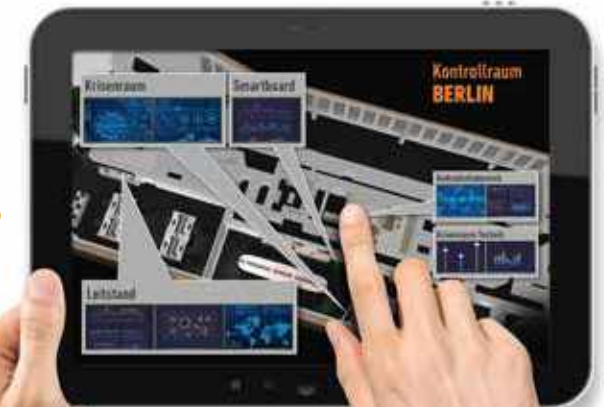 Krisenraum
Smartboard
Kontrollraum
BERLIN
Leitstand